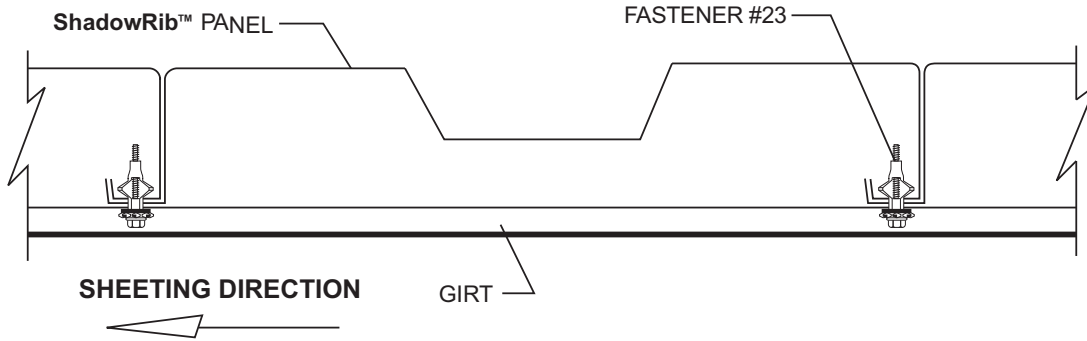 ShadowRib™ PANEL
FASTENER #23
SHEETING DIRECTION
GIRT